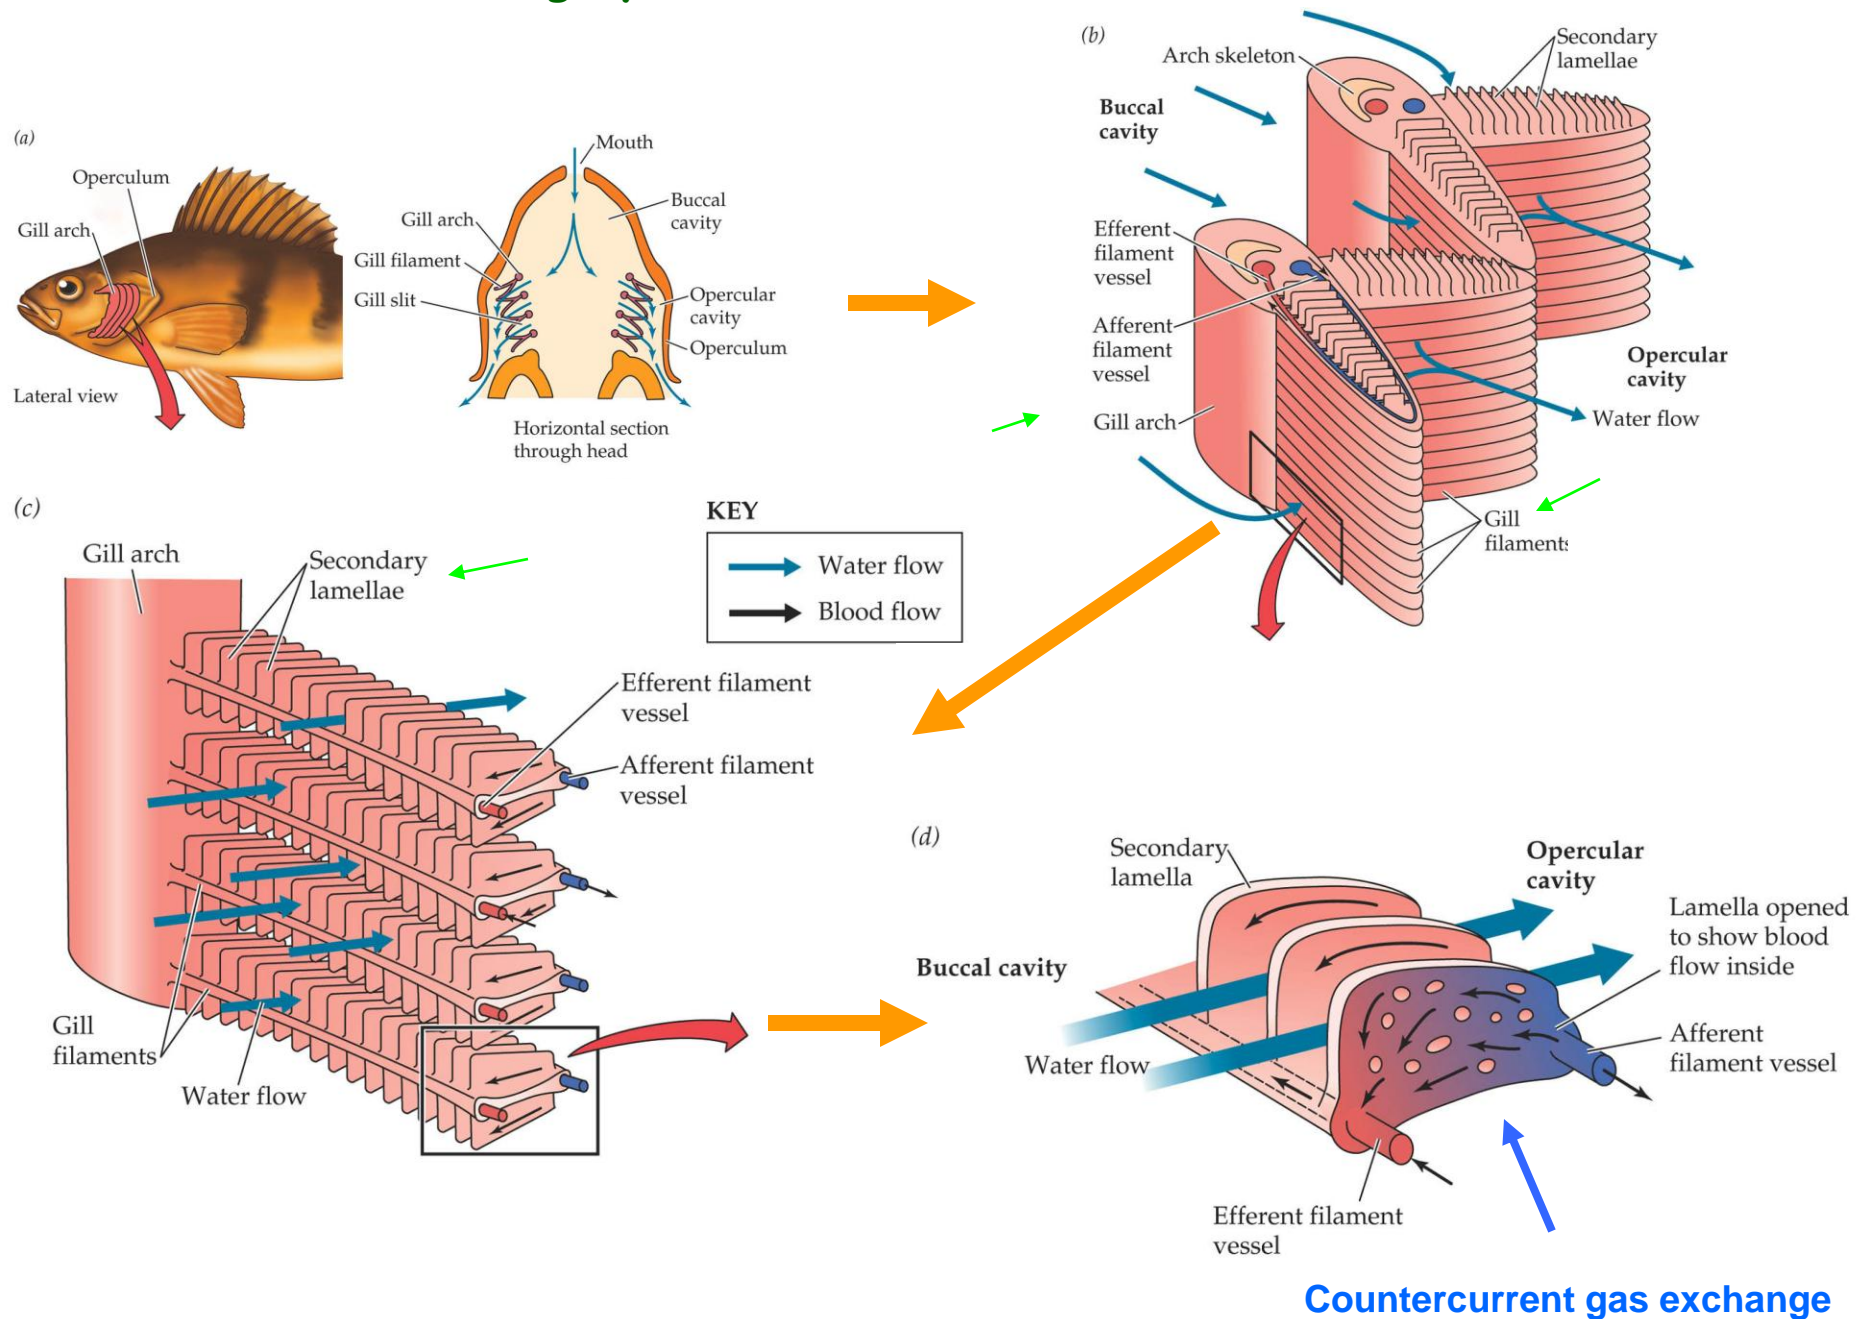 (a)
Operculum
Gill arch
Lateral view
Mouth
Buccal
cavity
Gill arch
Gill filament
Gill slit
Opercular
cavity
Operculum
Horizontal section
through head
(b)
Arch skeleton
Secondary
lamellae
Buccal
cavity
Efferent
filament
vessel
Afferent
filament
vessel
Gill arch
Opercular
cavity
Water flow
Gill
filaments
(c)
Gill arch
Secondary
lamellae
KEY
Water flow
Blood flow
Efferent filament
vessel
Afferent filament
vessel
Gill
filaments
Water flow
(d)
Secondary
lamella
Opercular
cavity
Lamella opened
to show blood
flow inside
Buccal cavity
Water flow
Afferent
filament vessel
Efferent filament
vessel
Countercurrent gas exchange